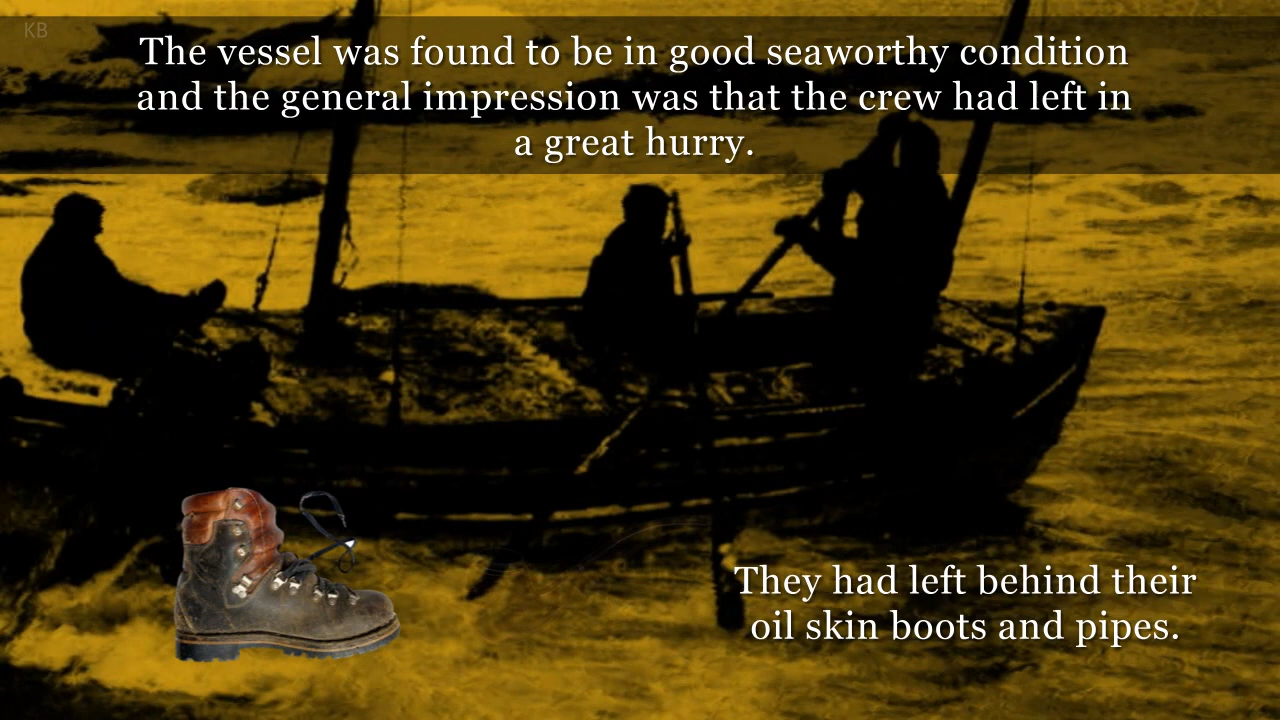 KB
The vessel was found to be in good seaworthy condition
and the general impression was that the crew had left in
a great hurry.
They had left behind their
oil skin boots and pipes.